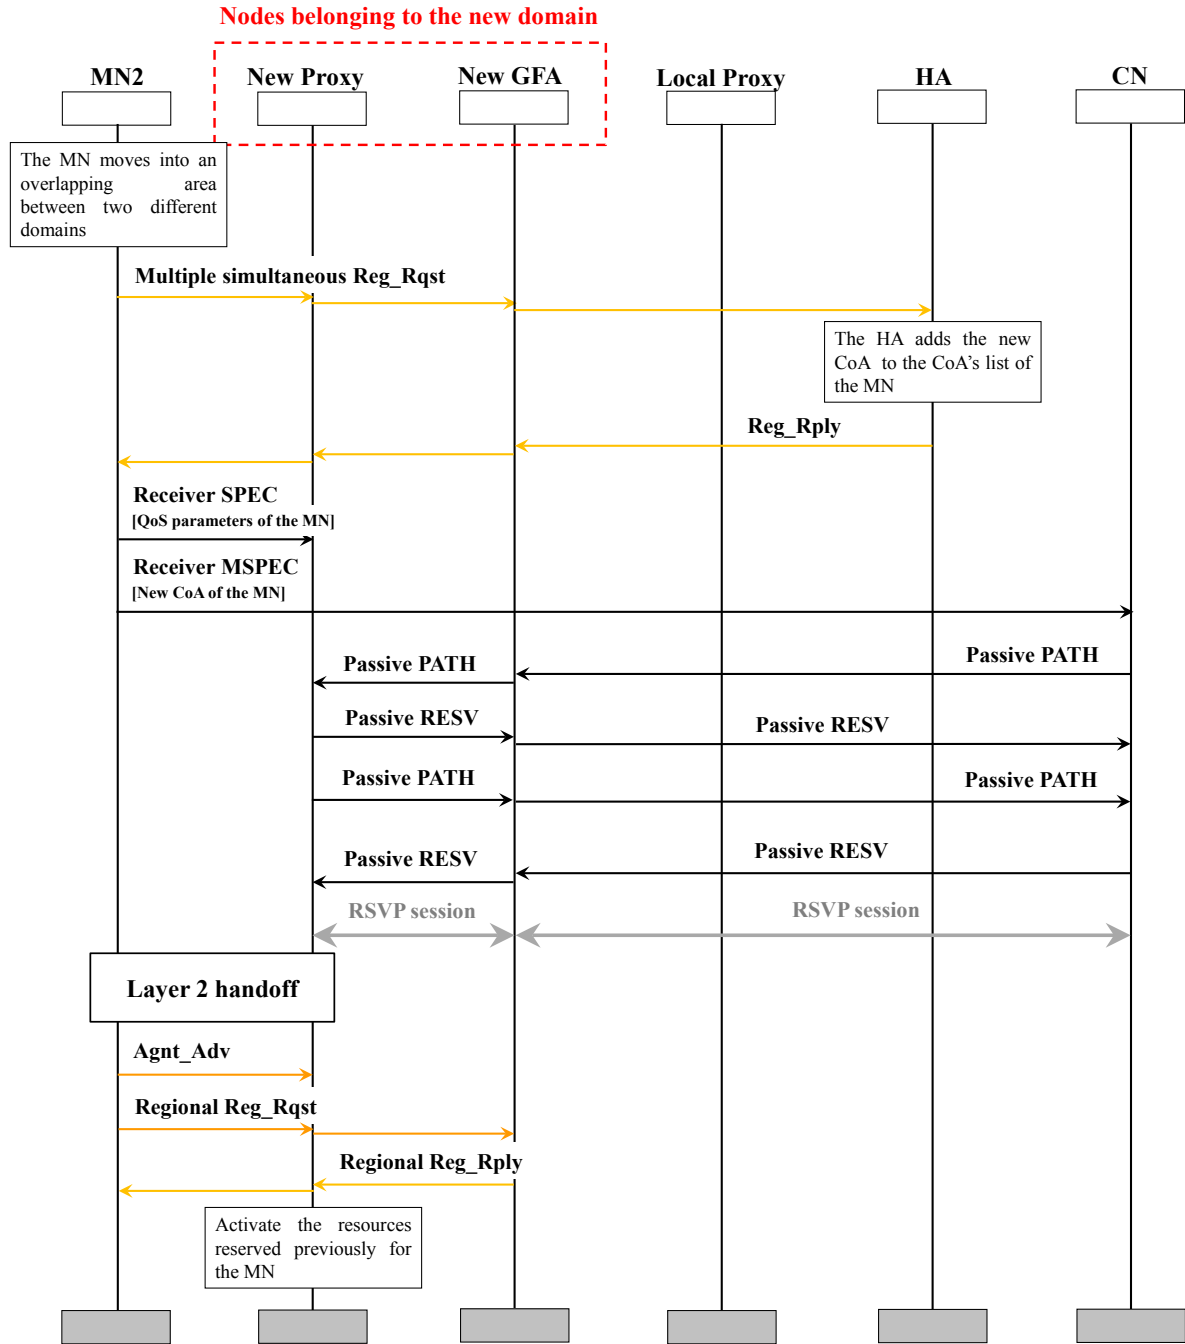 Nodes belonging to the new domain
MN2
New Proxy
New GFA
Local Proxy
HA
CN
The MN moves into an
overlapping area
between two different
domains
Multiple simultaneous Reg_Rqst
The HA adds the new
CoA to the CoA's list of
the MN
Reg_Rply
Receiver SPEC
[QoS parameters of the MN]
Receiver MSPEC
[New CoA of the MN]
Passive PATH
Passive PATH
Passive RESV
Passive RESV
Passive PATH
Passive PATH
Passive RESV
Passive RESV
RSVP session
RSVP session
Layer 2 handoff
Agnt_Adv
Regional Reg_Rqst
Regional Reg_Rply
Activate the resources
reserved previously for
the MN